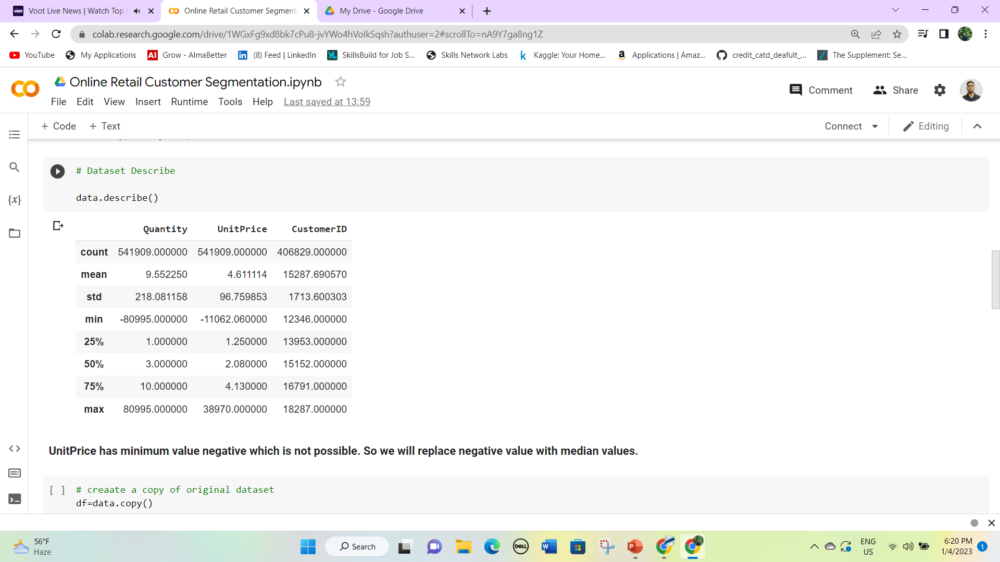 voot Voot Live News | Watch Top
Online Retail Customer Segment
My Drive - Google Drive
colab.research.google.com/drive/1WGxFg9xd8bk7cPu8-jvYWo4hVoIkSqsh?authuser=2#scrollTo=nA9Y7ga8ng1Z
YouTube My Applications AI Grow - AlmaBetter in (8) Feed | LinkedIn SkillsBuild for Job S... Skills Network Labs k Kaggle: Your Home... a Applications | Amaz... credit_catd_deafult_... The Supplement: Se...
Online Retail Customer Segmentation.ipynb
Comment Share
File Edit View Insert Runtime Tools Help Last saved at 13:59
+ Code + Text Connect Editing
# Dataset Describe
{x}
data.describe()
Quantity UnitPrice CustomerID
count 541909.000000 541909.000000 406829.000000
mean 9.552250 4.611114 15287.690570
std 218.081158 96.759853 1713.600303
min -80995.000000 -11062.060000 12346.000000
25% 1.000000 1.250000 13953.000000
50% 3.000000 2.080000 15152.000000
75% 10.000000 4.130000 16791.000000
max 80995.000000 38970.000000 18287.000000
UnitPrice has minimum value negative which is not possible. So we will replace negative value with median values.
[ ] # creaate a copy of original dataset
df=data.copy()
56°F
Haze
Search
DELL
W
P
ENG
US
6:20 PM
1/4/2023
1